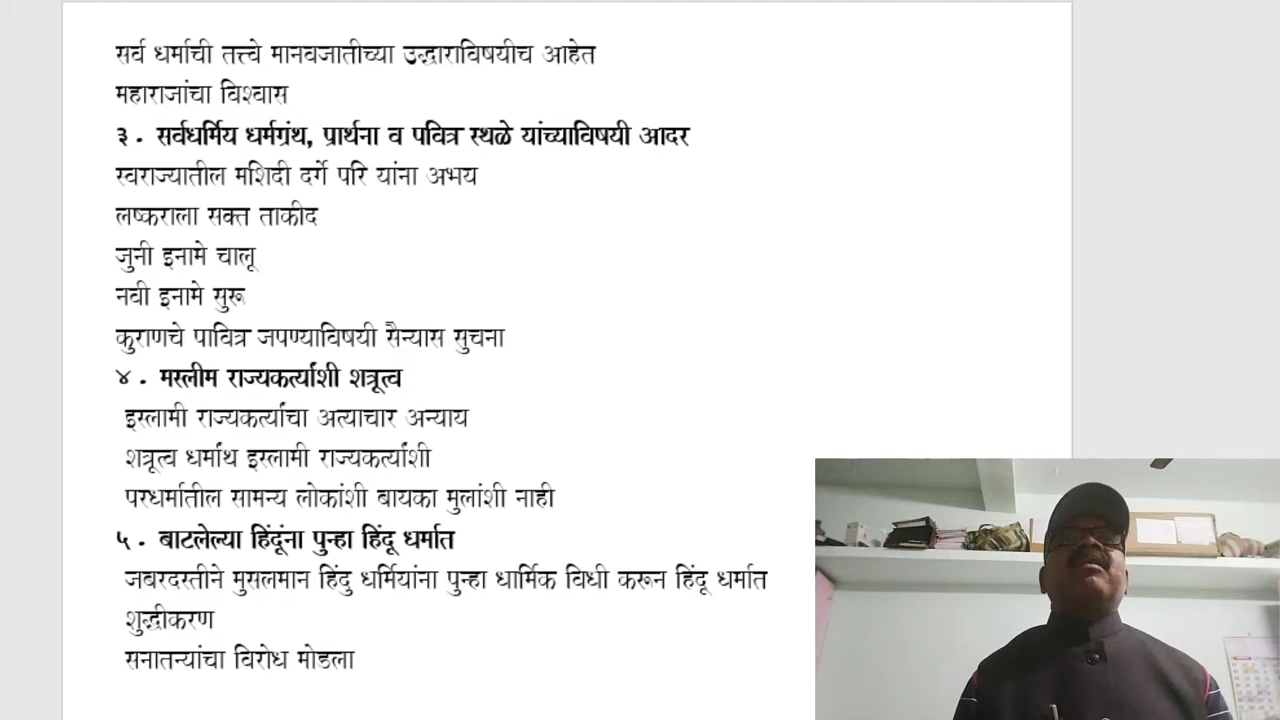 सर्व धर्माची तत्त्वे मानवजातीच्या उद्धाराविषयीच आहेत
महाराजांचा विश्वास
३. सर्वधर्मिय धर्मग्रंथ, प्रार्थना व पवित्र स्थळे यांच्याविषयी आदर
स्वराज्यातील मशिदी दर्गे परि यांना अभय
लष्कराला सक्त ताकीद
जुनी इनामे चालू
नवी इनामे सुरू
कुराणचे पावित्र जपण्याविषयी सैन्यास सुचना
४. मस्लीम राज्यकर्त्यांशी शत्रूत्व
इस्लामी राज्यकर्त्यांचा अत्याचार अन्याय
शत्रूत्व धर्मांथ इस्लामी राज्यकर्त्यांशी
परधर्मातील सामन्य लोकांशी बायका मुलांशी नाही
५. बाटलेल्या हिंदूंना पुन्हा हिंदू धर्मात
जबरदस्तीने मुसलमान हिंदु धर्मियांना पुन्हा धार्मिक विधी करून हिंदू धर्मात
शुद्धीकरण
सनातन्यांचा विरोध मोडला